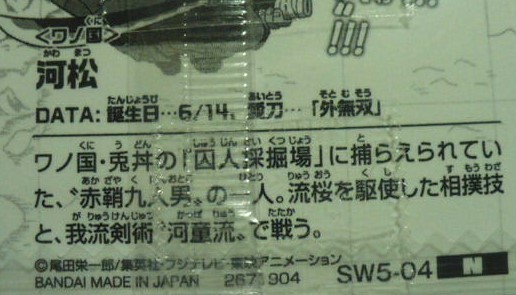 !!!
<ワノ国>
河松
DATA: 誕生日…6/14、愛刀…「外無双」
ワノ国・兎丼の「囚人採掘場」に捕らえられてい
た、"赤鞘九人男"の一人。流桜を駆使した相撲技
と、我流剣術"河童流"で戦う。
©尾田栄一郎/集英社・フジテレビ・東映アニメーション
BANDAI MADE IN JAPAN 2671904 SW5-04 N